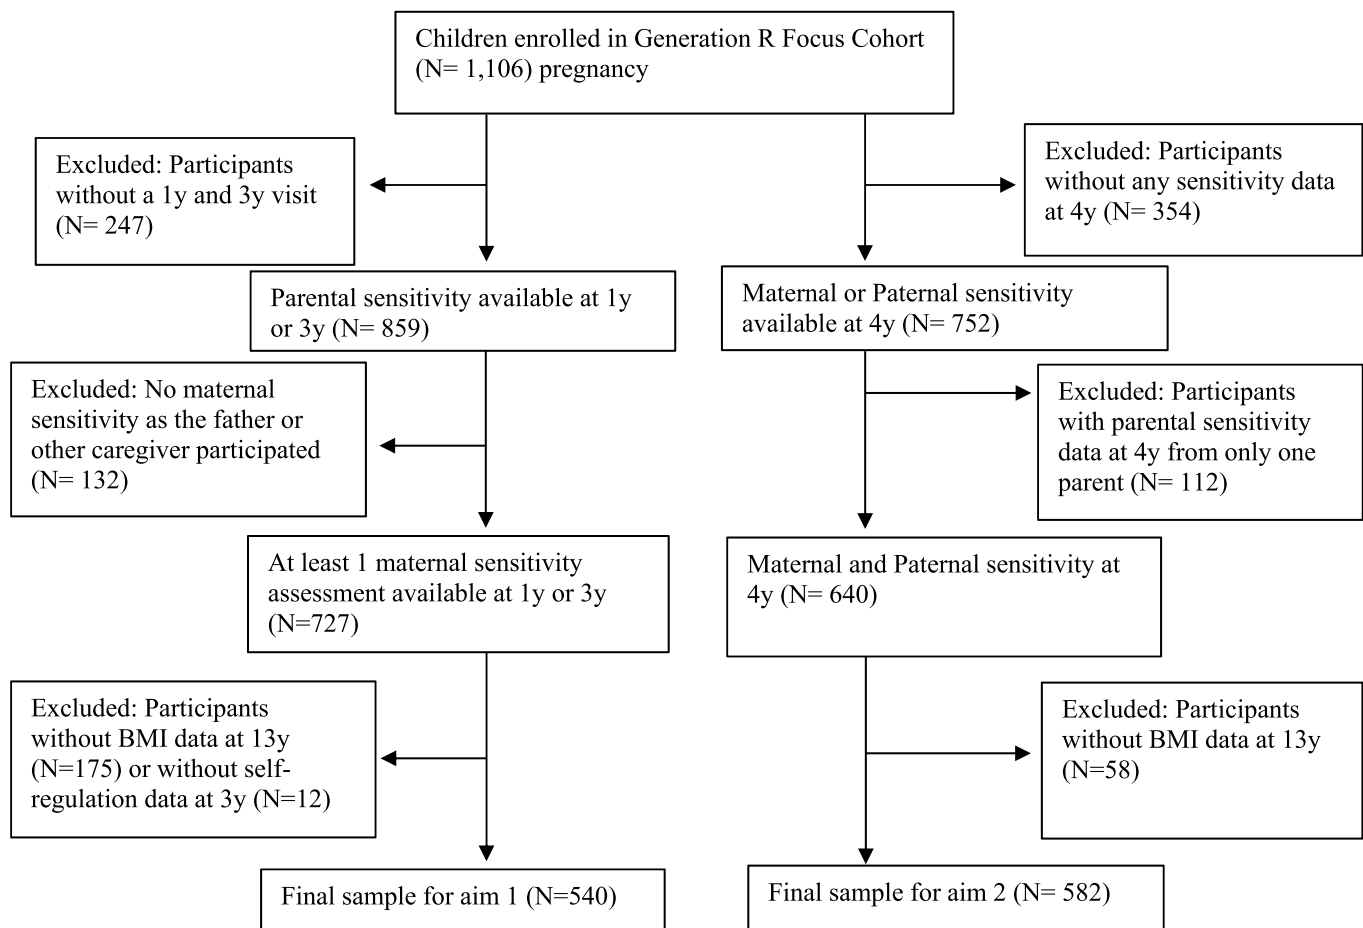 Children enrolled in Generation R Focus Cohort
(N= 1,106) pregnancy
Excluded: Participants
without a 1y and 3y visit
(N= 247)
Excluded: Participants
without any sensitivity data
at 4y (N= 354)
Parental sensitivity available at 1y
or 3y (N= 859)
Maternal or Paternal sensitivity
available at 4y (N= 752)
Excluded: No maternal
sensitivity as the father or
other caregiver participated
(N= 132)
Excluded: Participants
with parental sensitivity
data at 4y from only one
parent (N= 112)
At least 1 maternal sensitivity
assessment available at 1y or 3y
(N=727)
Maternal and Paternal sensitivity at
4y (N= 640)
Excluded: Participants
without BMI data at 13y
(N=175) or without self-
regulation data at 3y (N=12)
Excluded: Participants
without BMI data at 13y
(N=58)
Final sample for aim 1 (N=540)
Final sample for aim 2 (N= 582)